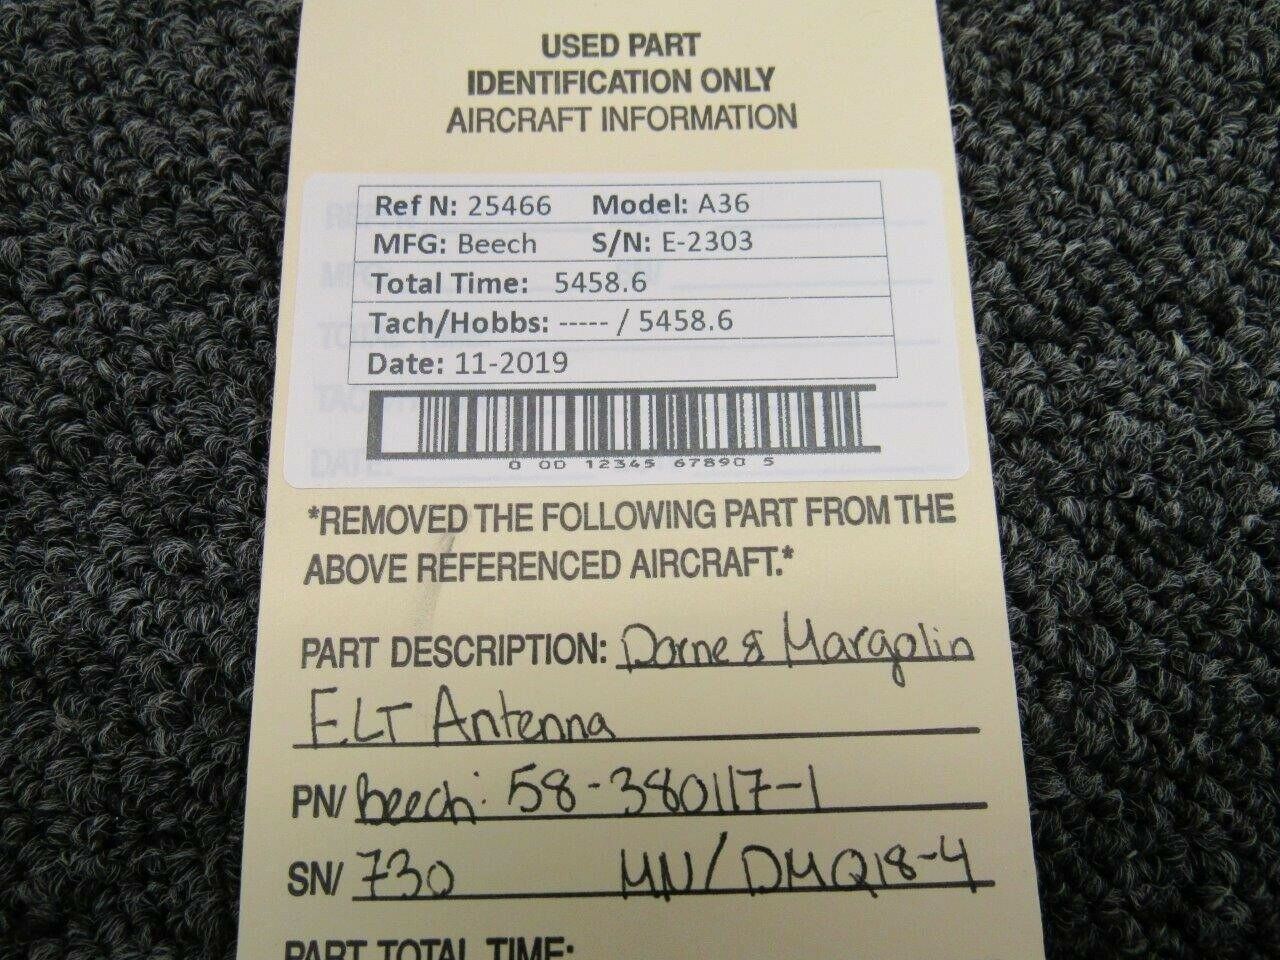 USED PART
IDENTIFICATION ONLY
AIRCRAFT INFORMATION
Ref N: 25466 Model: A36
MFG: Beech S/N: E-2303
Total Time: 5458.6
Tach/Hobbs: ----- / 5458.6
Date: 11-2019
0 00 12345 67890 5
*REMOVED THE FOLLOWING PART FROM THE
ABOVE REFERENCED AIRCRAFT.*
PART DESCRIPTION: Dorne & Margolin
ELT Antenna
PN/ Beech: 58-380117-1
SN/ 730 MN/DMQ18-4
PART TOTAL TIME: